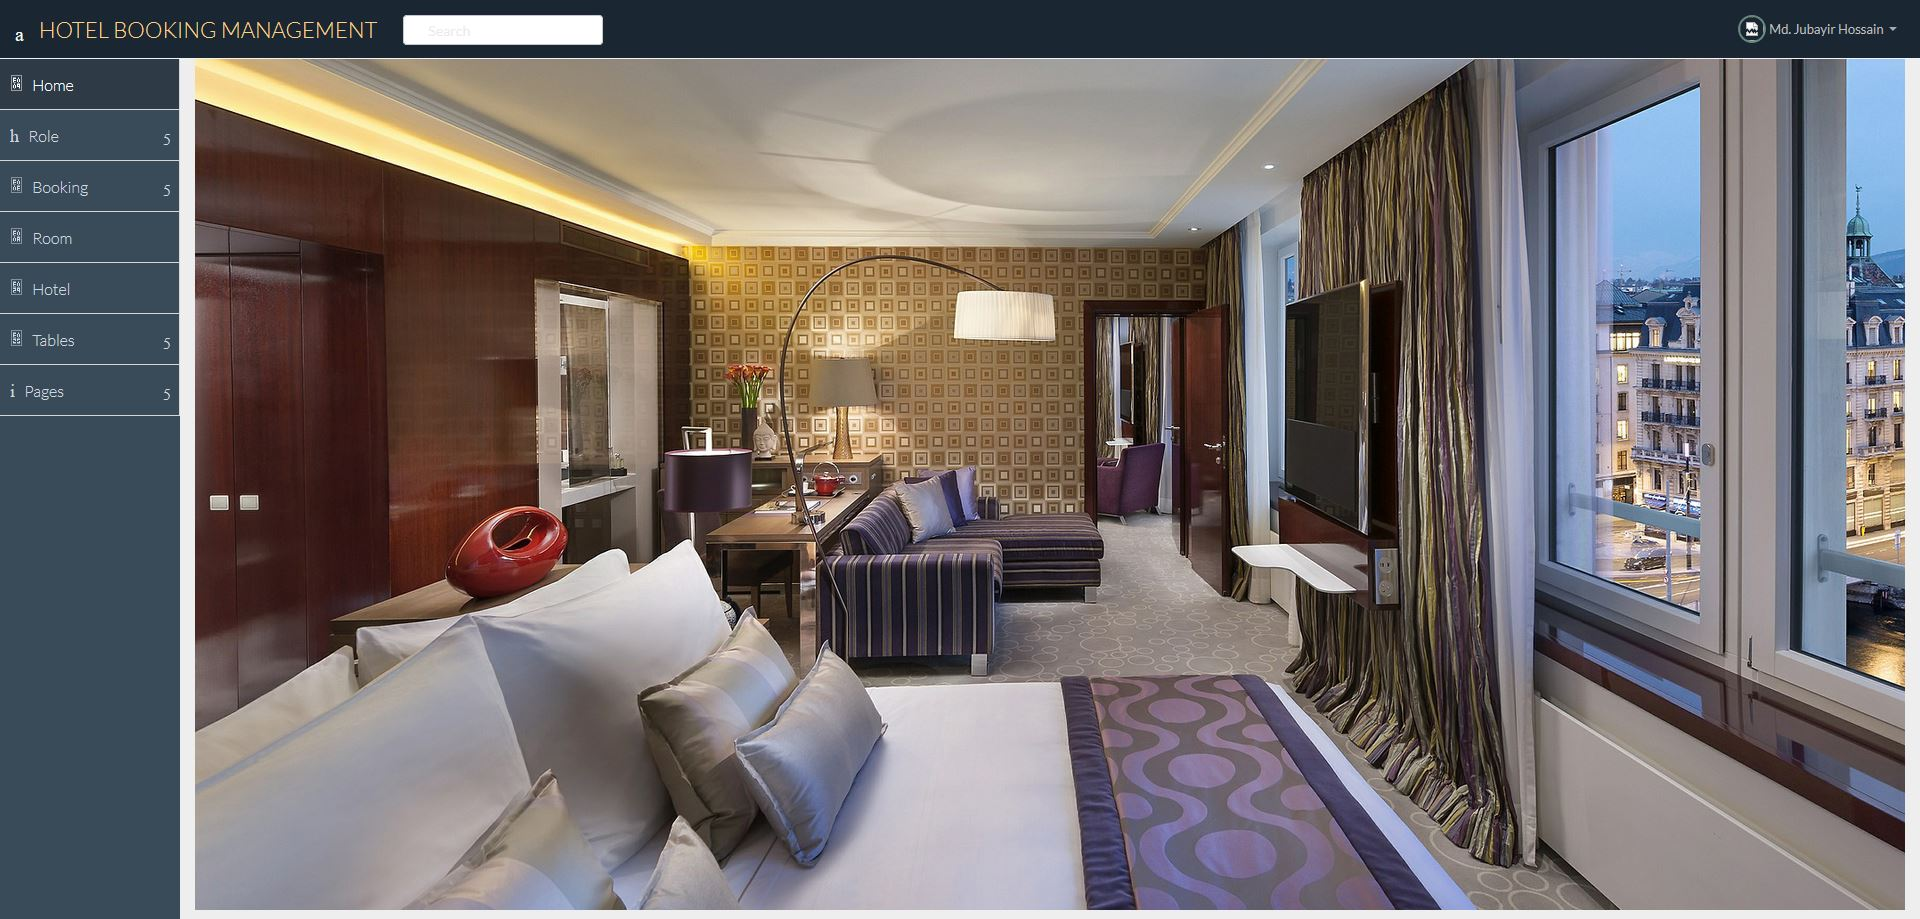 a HOTEL BOOKING MANAGEMENT
Search
Md. Jubayir Hossain
Home
h Role 5
Booking 5
Room
Hotel
Tables 5
i Pages 5